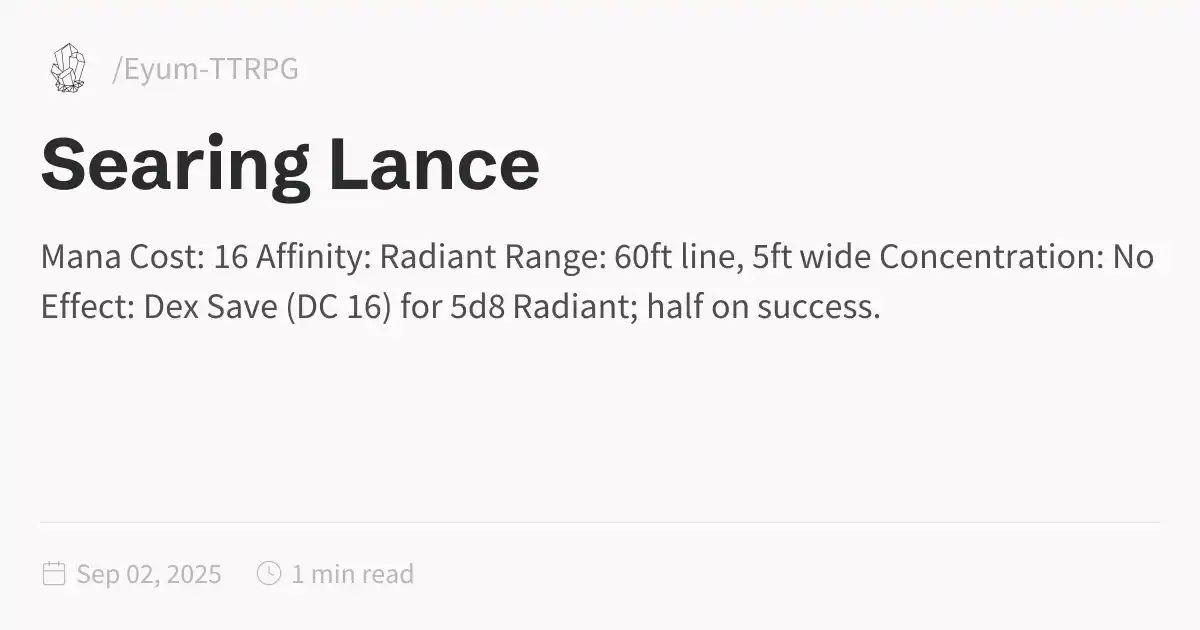 /Eyum-TTRPG
Searing Lance
Mana Cost: 16 Affinity: Radiant Range: 60ft line, 5ft wide Concentration: No
Effect: Dex Save (DC 16) for 5d8 Radiant; half on success.
Sep 02, 2025 1 min read